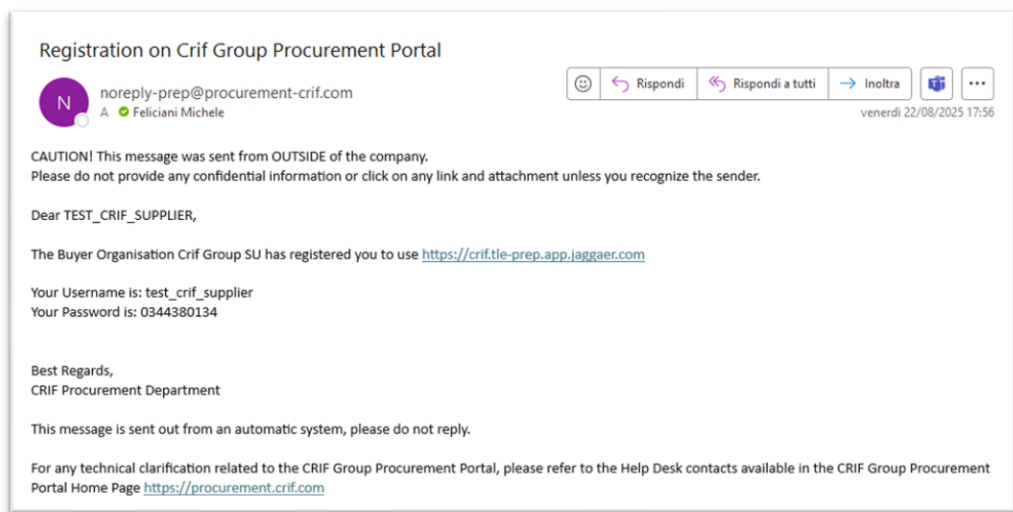 Registration on Crif Group Procurement Portal
N
noreply-prep@procurement-crif.com
A Feliciani Michele
Rispondi
Rispondi a tutti
Inoltra
venerdì 22/08/2025 17:56
CAUTION! This message was sent from OUTSIDE of the company.
Please do not provide any confidential information or click on any link and attachment unless you recognize the sender.
Dear TEST_CRIF_SUPPLIER,
The Buyer Organisation Crif Group SU has registered you to use https://crif.tle-prep.app.jaggaer.com
Your Username is: test_crif_supplier
Your Password is: 0344380134
Best Regards,
CRIF Procurement Department
This message is sent out from an automatic system, please do not reply.
For any technical clarification related to the CRIF Group Procurement Portal, please refer to the Help Desk contacts available in the CRIF Group Procurement
Portal Home Page https://procurement.crif.com